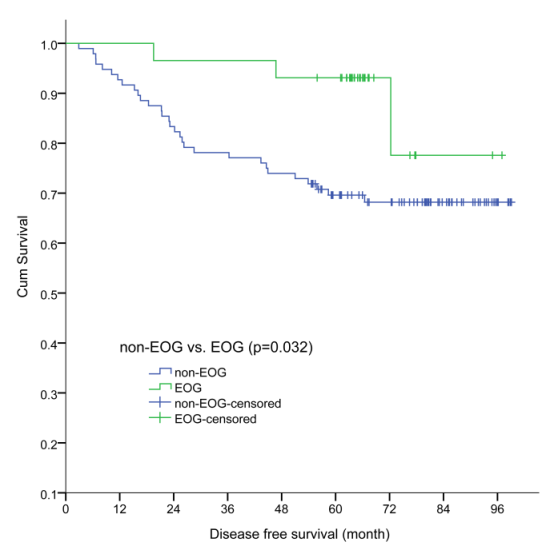 1.0
0.9
0.8
0.7
0.6
0.5
0.4
0.3
0.2
0.1
Cum Survival
non-EOG vs. EOG (p=0.032)
non-EOG
EOG
non-EOG-censored
EOG-censored
0 12 24 36 48 60 72 84 96
Disease free survival (month)